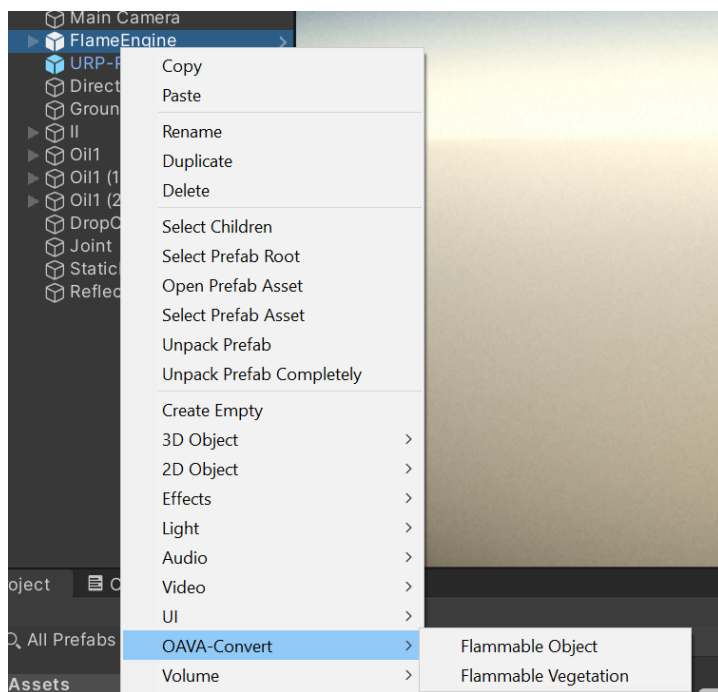 Main Camera
FlameEngine
URP-
Direct
Groun
II
Oil1
Oil1 (1
Oil1 (2
DropC
Joint
Static
Reflec
Copy
Paste
Rename
Duplicate
Delete
Select Children
Select Prefab Root
Open Prefab Asset
Select Prefab Asset
Unpack Prefab
Unpack Prefab Completely
Create Empty
3D Object
2D Object
Effects
Light
Audio
Video
UI
OAVA-Convert
Volume
Flammable Object
Flammable Vegetation
oject
C
All Prefabs
Assets